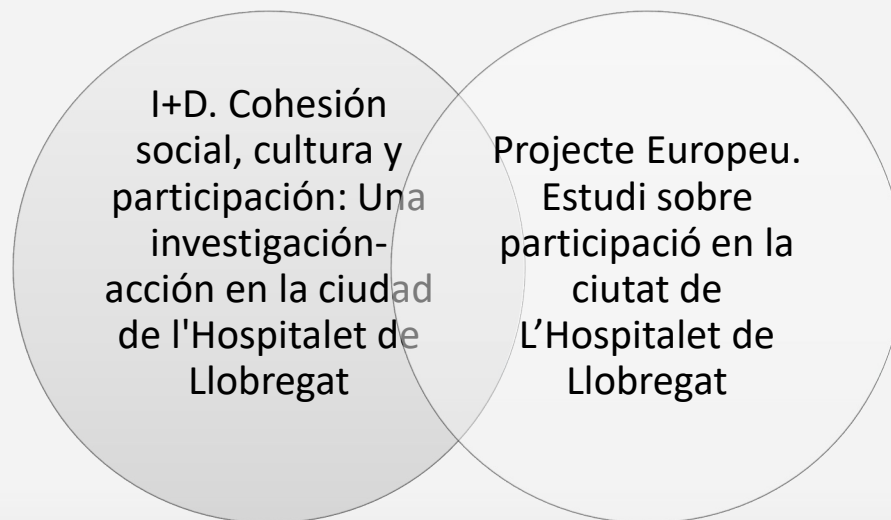 I+D. Cohesión
social, cultura y
participación: Una
investigación-
acción en la ciudad
de l'Hospitalet de
Llobregat
Projecte Europeu.
Estudi sobre
participació en la
ciutat de
L’Hospitalet de
Llobregat